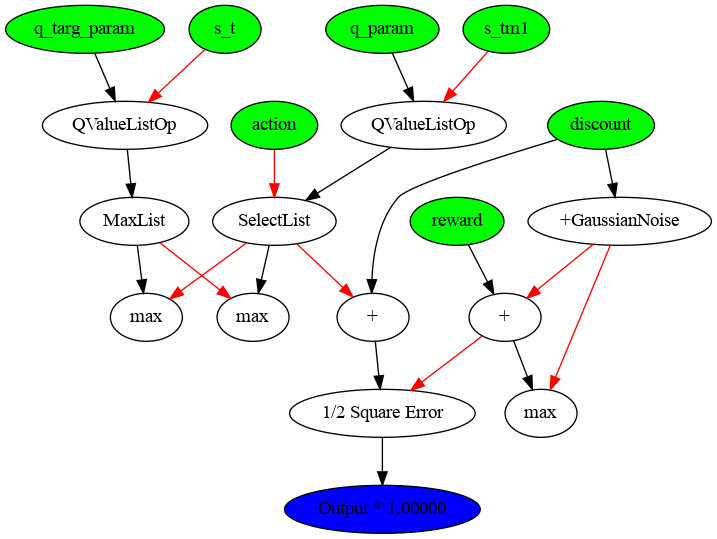 q_targ_param
s_t
q_param
s_tm1
QValueListOp
action
QValueListOp
discount
MaxList
SelectList
reward
+GaussianNoise
max
max
+
+
1/2 Square Error
max
Output * 1.00000